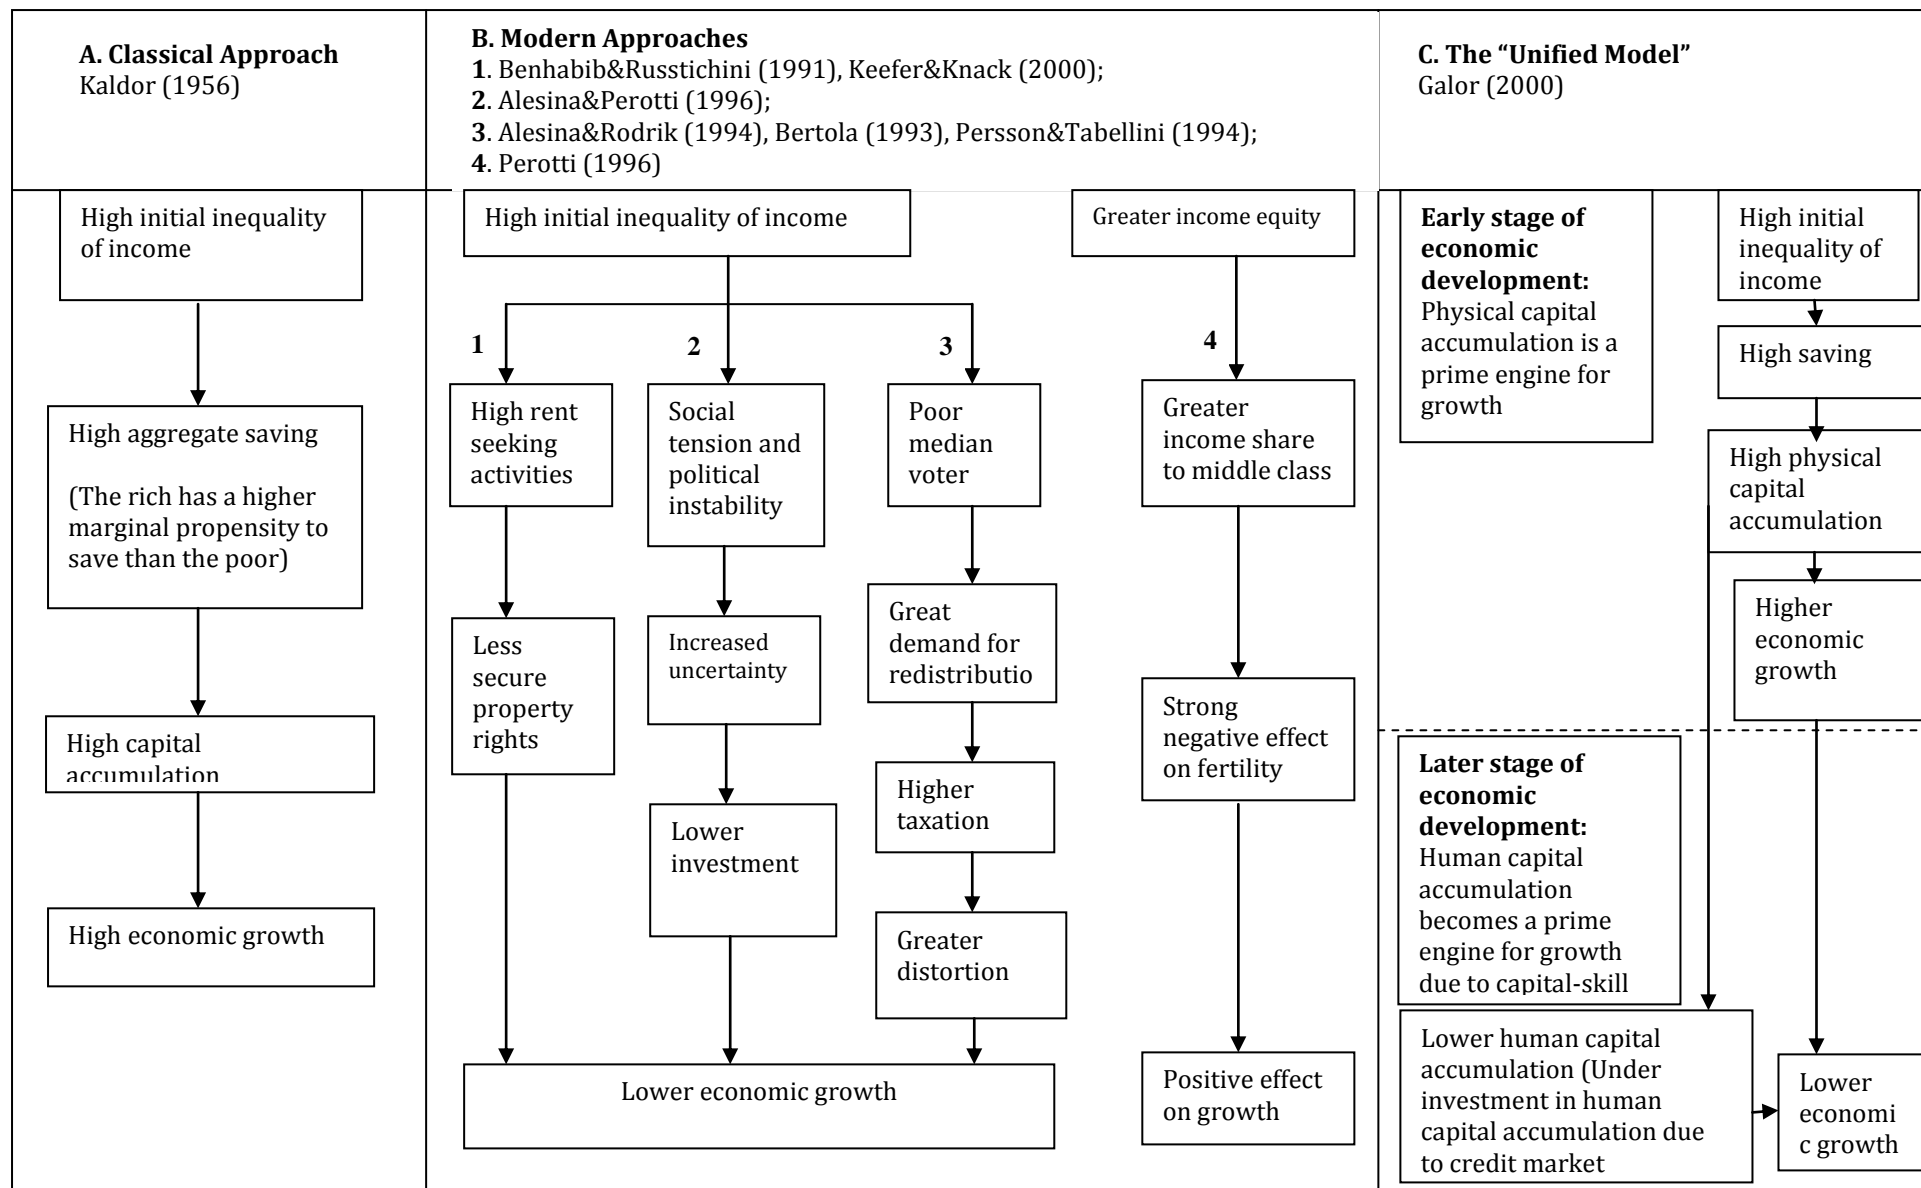 A. Classical Approach
Kaldor (1956)
B. Modern Approaches
1. Benhabib&Russtichini (1991), Keefer&Knack (2000);
2. Alesina&Perotti (1996);
3. Alesina&Rodrik (1994), Bertola (1993), Persson&Tabellini (1994);
4. Perotti (1996)
C. The “Unified Model”
Galor (2000)
High initial inequality
of income
High aggregate saving
(The rich has a higher
marginal propensity to
save than the poor)
High capital
accumulation
High economic growth
High initial inequality of income
1
2
3
High rent
seeking
activities
Less
secure
property
rights
Social
tension and
political
instability
Increased
uncertainty
Lower
investment
Poor
median
voter
Great
demand for
redistributio
Higher
taxation
Greater
distortion
Lower economic growth
Greater income equity
4
Greater
income share
to middle class
Strong
negative effect
on fertility
Positive effect
on growth
Early stage of
economic
development:
Physical capital
accumulation is a
prime engine for
growth
High initial
inequality of
income
High saving
High physical
capital
accumulation
Higher
economic
growth
Later stage of
economic
development:
Human capital
accumulation
becomes a prime
engine for growth
due to capital-skill
Lower human capital
accumulation (Under
investment in human
capital accumulation due
to credit market
Lower
economi
c growth